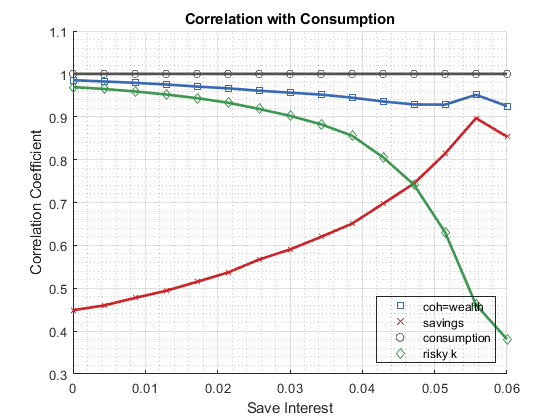 Correlation with Consumption
1.1
1
0.9
0.8
0.7
0.6
0.5
0.4
0.3
Correlation Coefficient
coh=wealth
savings
consumption
risky k
0 0.01 0.02 0.03 0.04 0.05 0.06
Save Interest